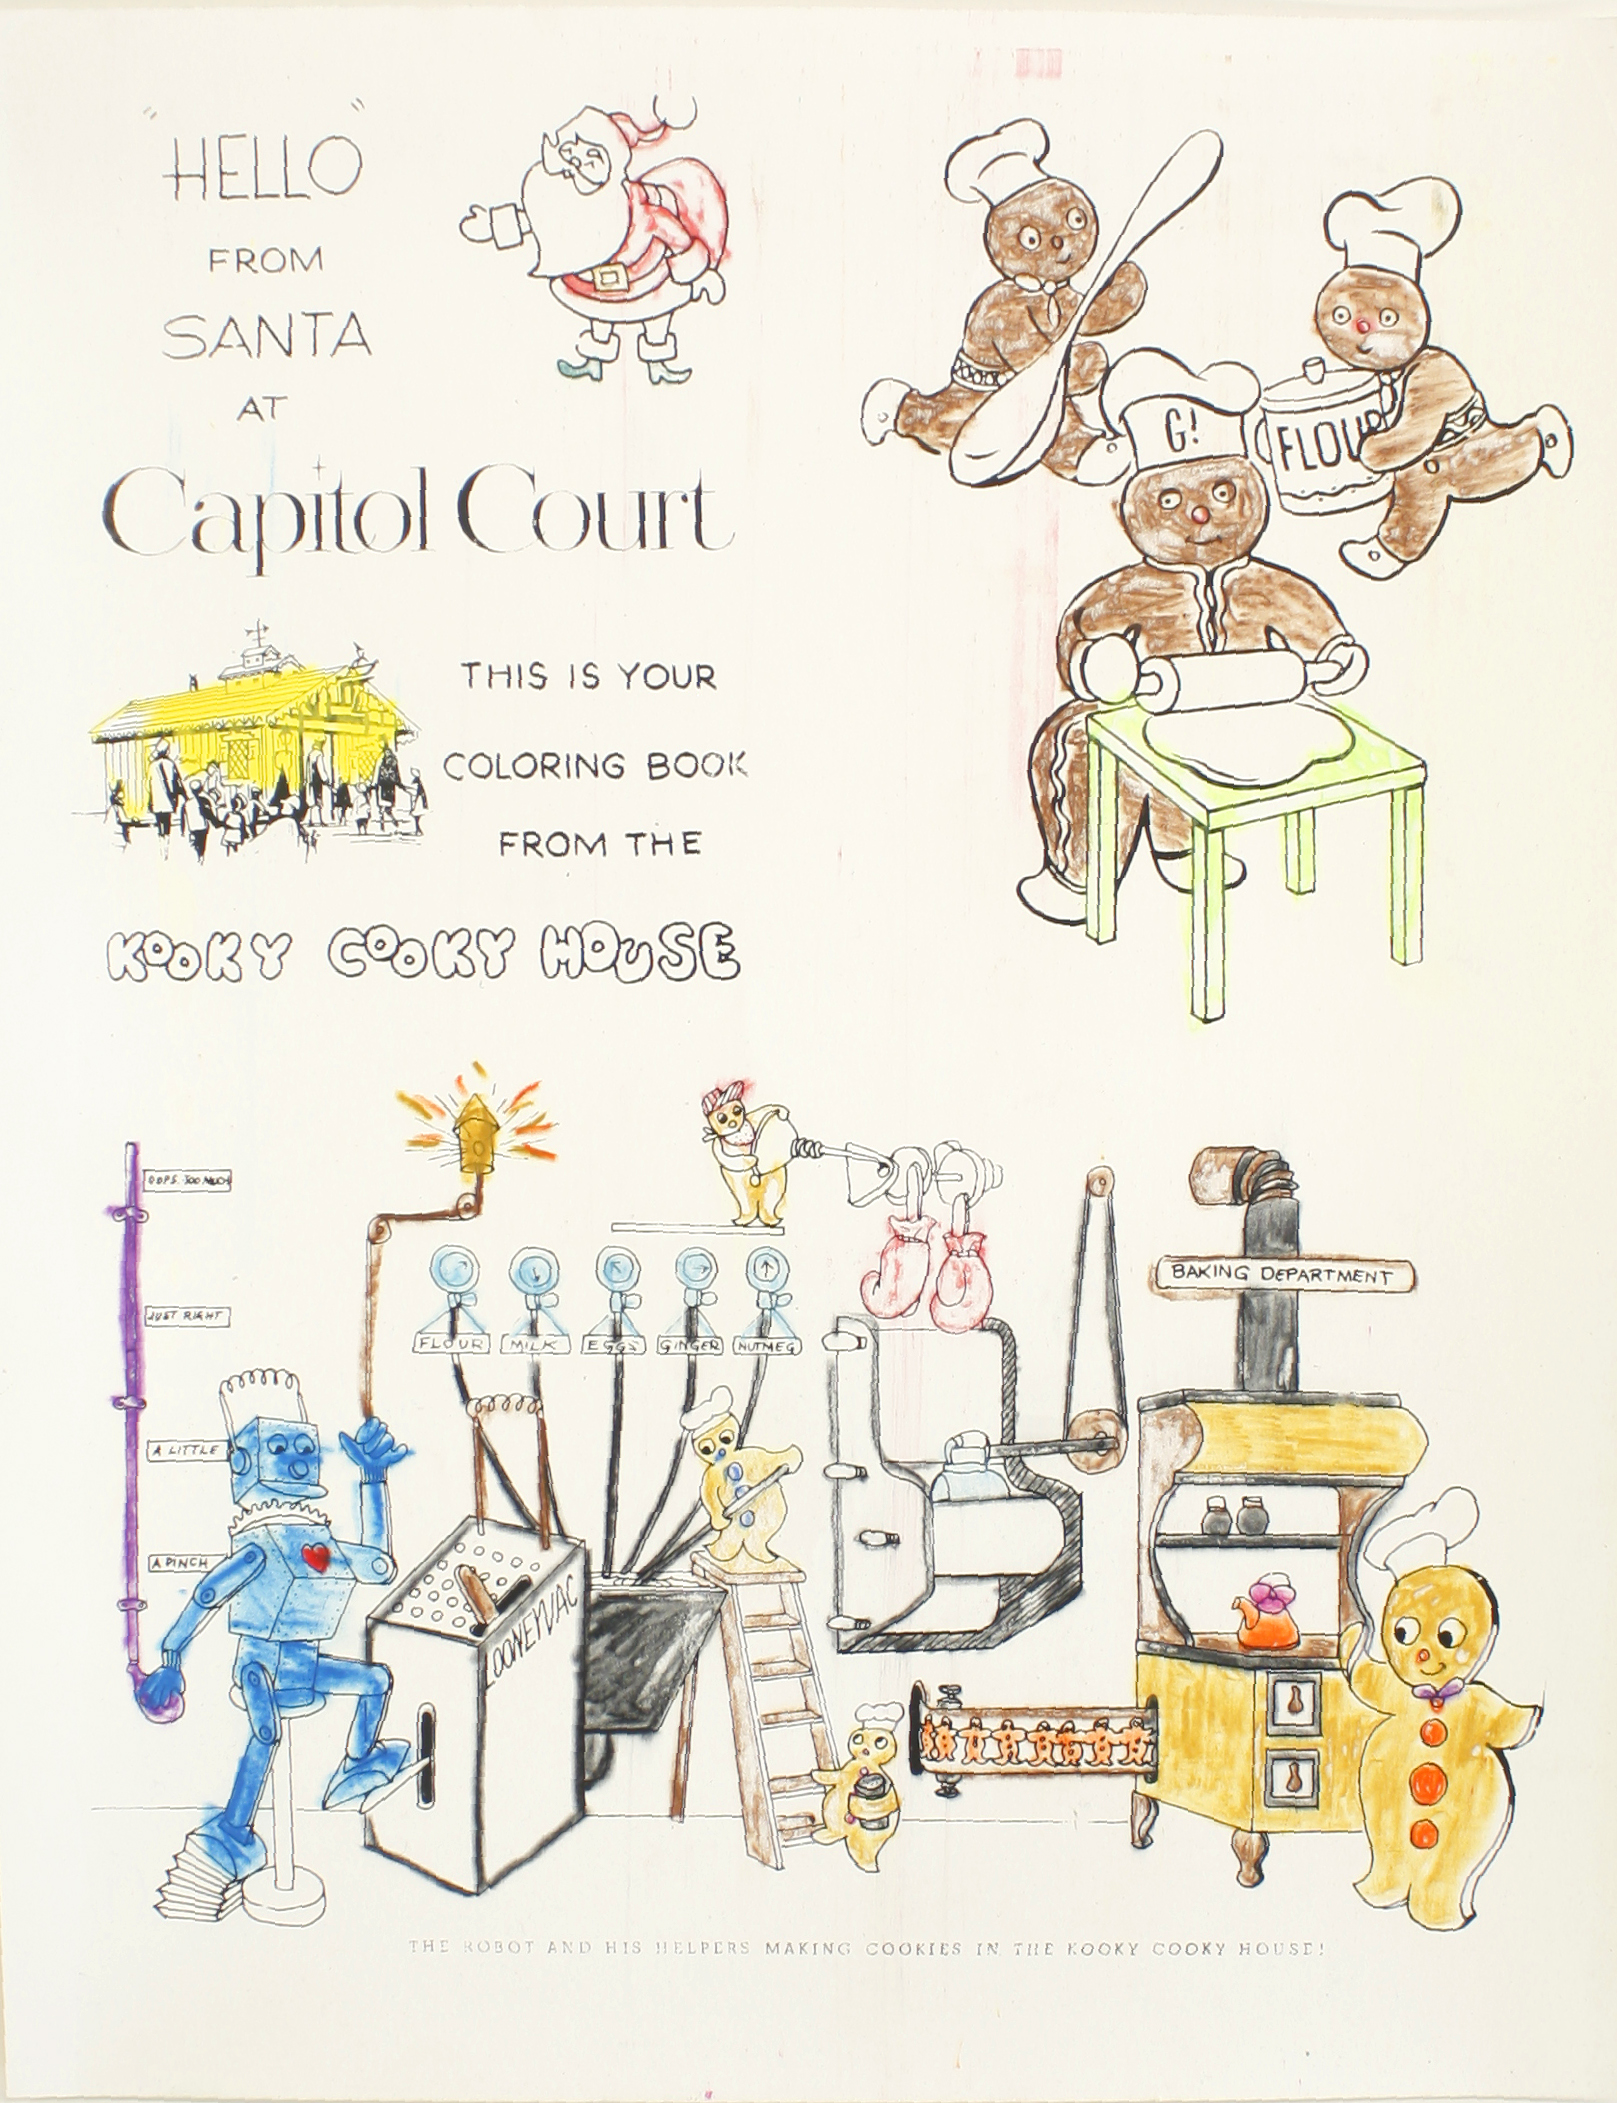 "HELLO"
FROM
SANTA
AT
Capitol Court
THIS IS YOUR
COLORING BOOK
FROM THE
KOOKY COOKY HOUSE
G!
FLOUR
OOPS TOO MUCH
JUST RIGHT
A LITTLE
A PINCH
FLOUR
MILK
EGGS
GINGER
NUTMEG
LOONEYVAC
BAKING DEPARTMENT
THE ROBOT AND HIS HELPERS MAKING COOKIES IN THE KOOKY COOKY HOUSE!